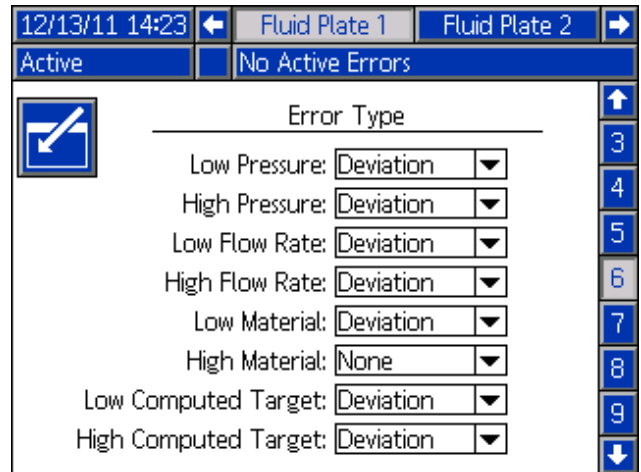 12/13/11 14:23 Fluid Plate 1 Fluid Plate 2
Active No Active Errors
Error Type
Low Pressure: Deviation
High Pressure: Deviation
Low Flow Rate: Deviation
High Flow Rate: Deviation
Low Material: Deviation
High Material: None
Low Computed Target: Deviation
High Computed Target: Deviation
3
4
5
6
7
8
9